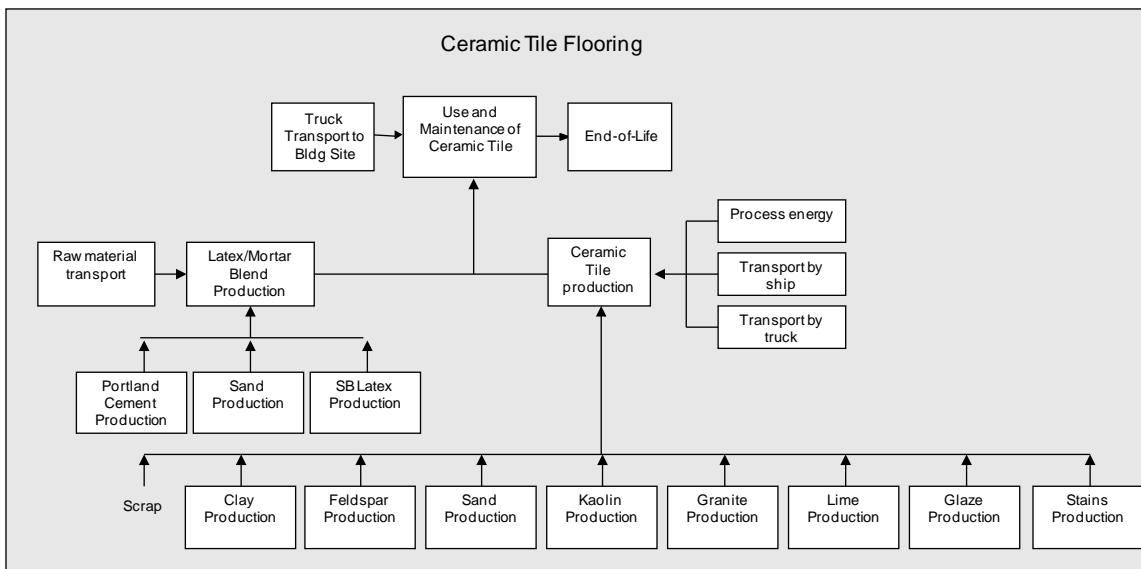 Ceramic Tile Flooring
Truck
Transport to
Bldg Site
Use and
Maintenance of
Ceramic Tile
End-of-Life
Raw material
transport
Latex/Mortar
Blend
Production
Ceramic
Tile
production
Process energy
Transport by
ship
Transport by
truck
Portland
Cement
Production
Sand
Production
SB Latex
Production
Scrap
Clay
Production
Feldspar
Production
Sand
Production
Kaolin
Production
Granite
Production
Lime
Production
Glaze
Production
Stains
Production